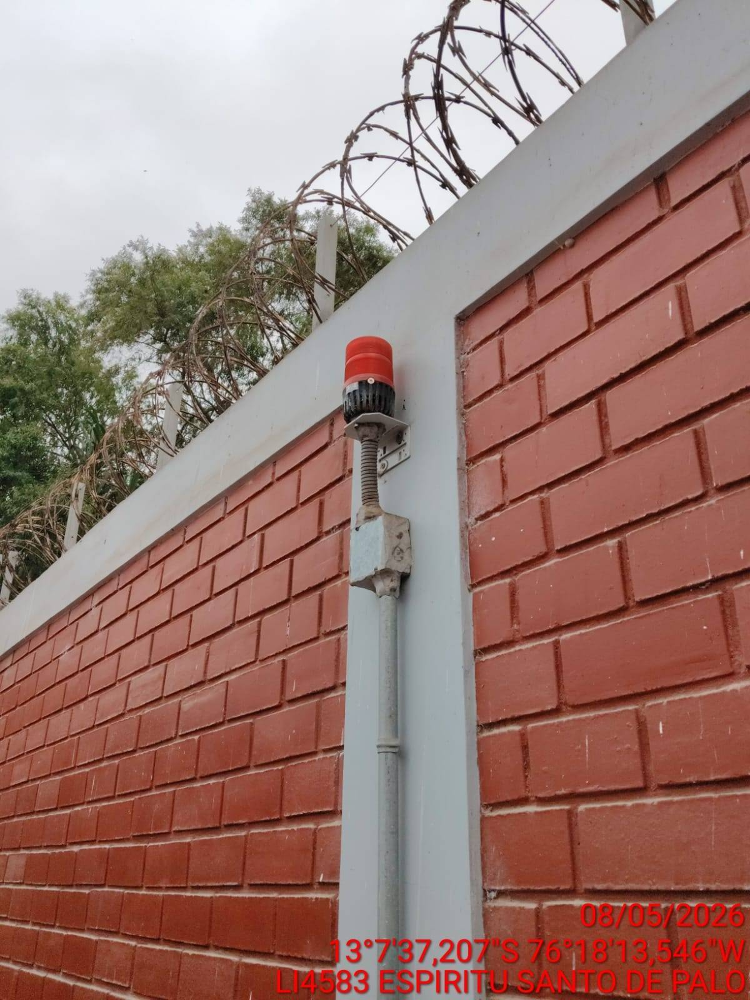 08/05/2026
13°7'37,207"S 76°18'13,546"W
LI4583 ESPIRITU SANTO DE PALO